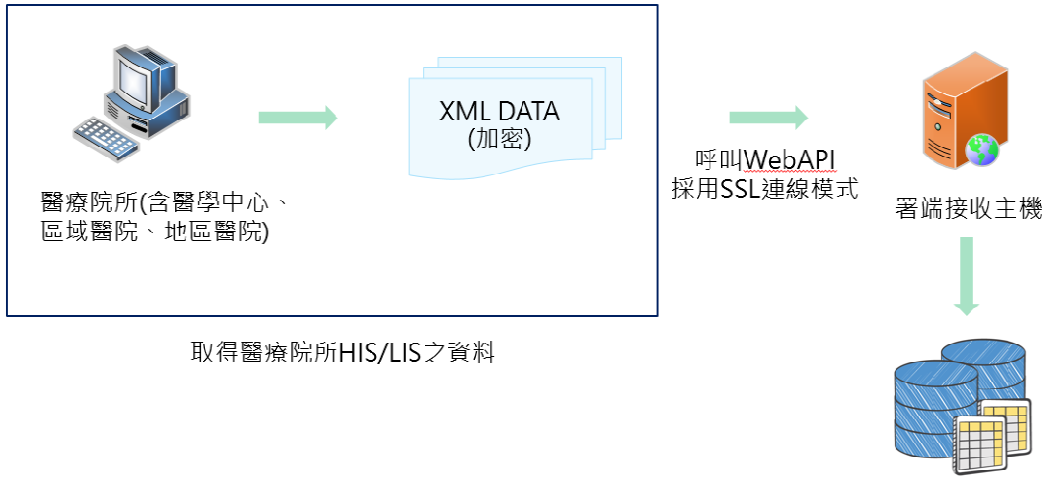 XML DATA
(加密)
呼叫WebAPI
採用SSL連線模式
醫療院所(含醫學中心、
區域醫院、地區醫院)
署端接收主機
取得醫療院所HIS/LIS之資料